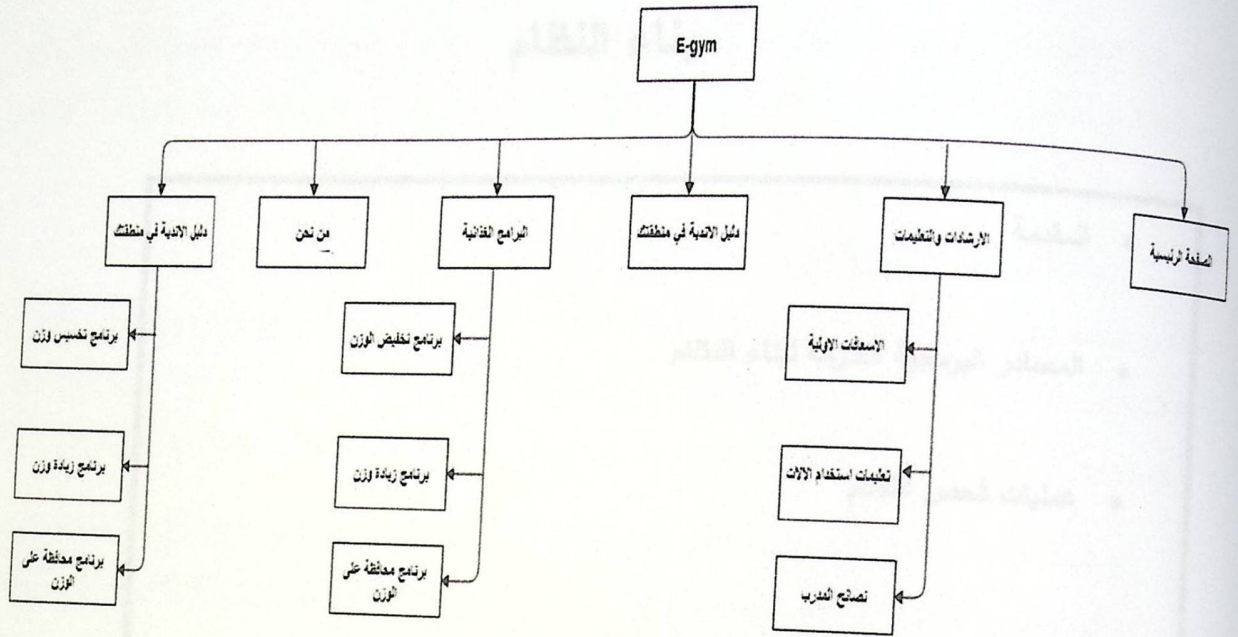 E-gym
الصفحة الرئيسية
الارشادات والتعليمات
دليل الاندية في منطقتك
البرامج الغذائية
من نحن
دليل الاندية في منطقتك
الاسعافات الاولية
تعليمات استخدام الالات
نصائح المدرب
برنامج تخفيض الوزن
برنامج زيادة وزن
برنامج محافظة على
الوزن
برنامج تخسيس وزن
برنامج زيادة وزن
برنامج محافظة على
الوزن